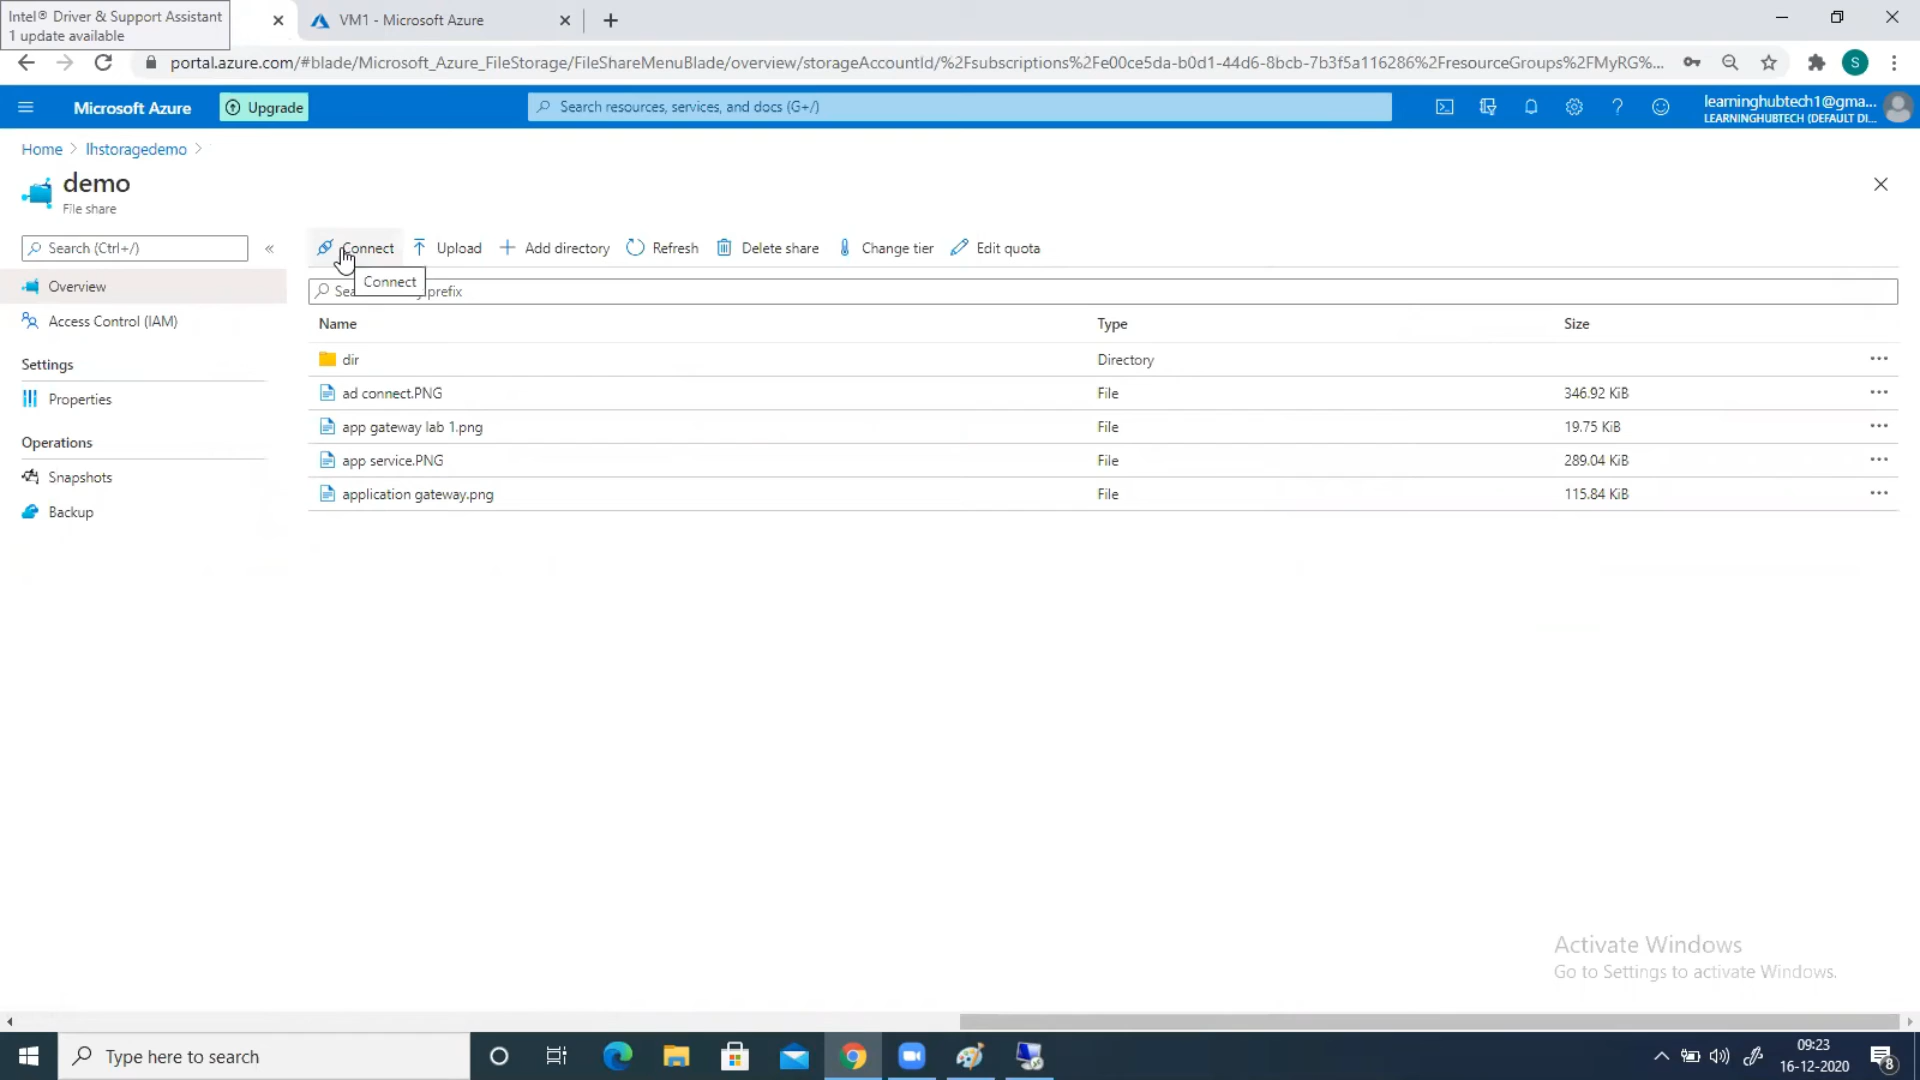 Intel® Driver & Support Assistant
1 update available
VM1 - Microsoft Azure
portal.azure.com/#blade/Microsoft_Azure_FileStorage/FileShareMenuBlade/overview/storageAccountId/%2Fsubscriptions%2Fe00ce5da-b0d1-44d6-8bcb-7b3f5a116286%2FresourceGroups%2FMyRG%...
S
Microsoft Azure
Upgrade
Search resources, services, and docs (G+/)
learninghubtech1@gma...
LEARNINGHUBTECH (DEFAULT DI...
Home > lhstoragedemo >
demo
File share
Search (Ctrl+/)
«
Connect
Upload
Add directory
Refresh
Delete share
Change tier
Edit quota
Connect
prefix
Overview
Access Control (IAM)
Settings
Properties
Operations
Snapshots
Backup
Name Type Size
dir Directory
ad connect.PNG File 346.92 KiB
app gateway lab 1.png File 19.75 KiB
app service.PNG File 289.04 KiB
application gateway.png File 115.84 KiB
Activate Windows
Go to Settings to activate Windows.
Type here to search
09:23
16-12-2020
8